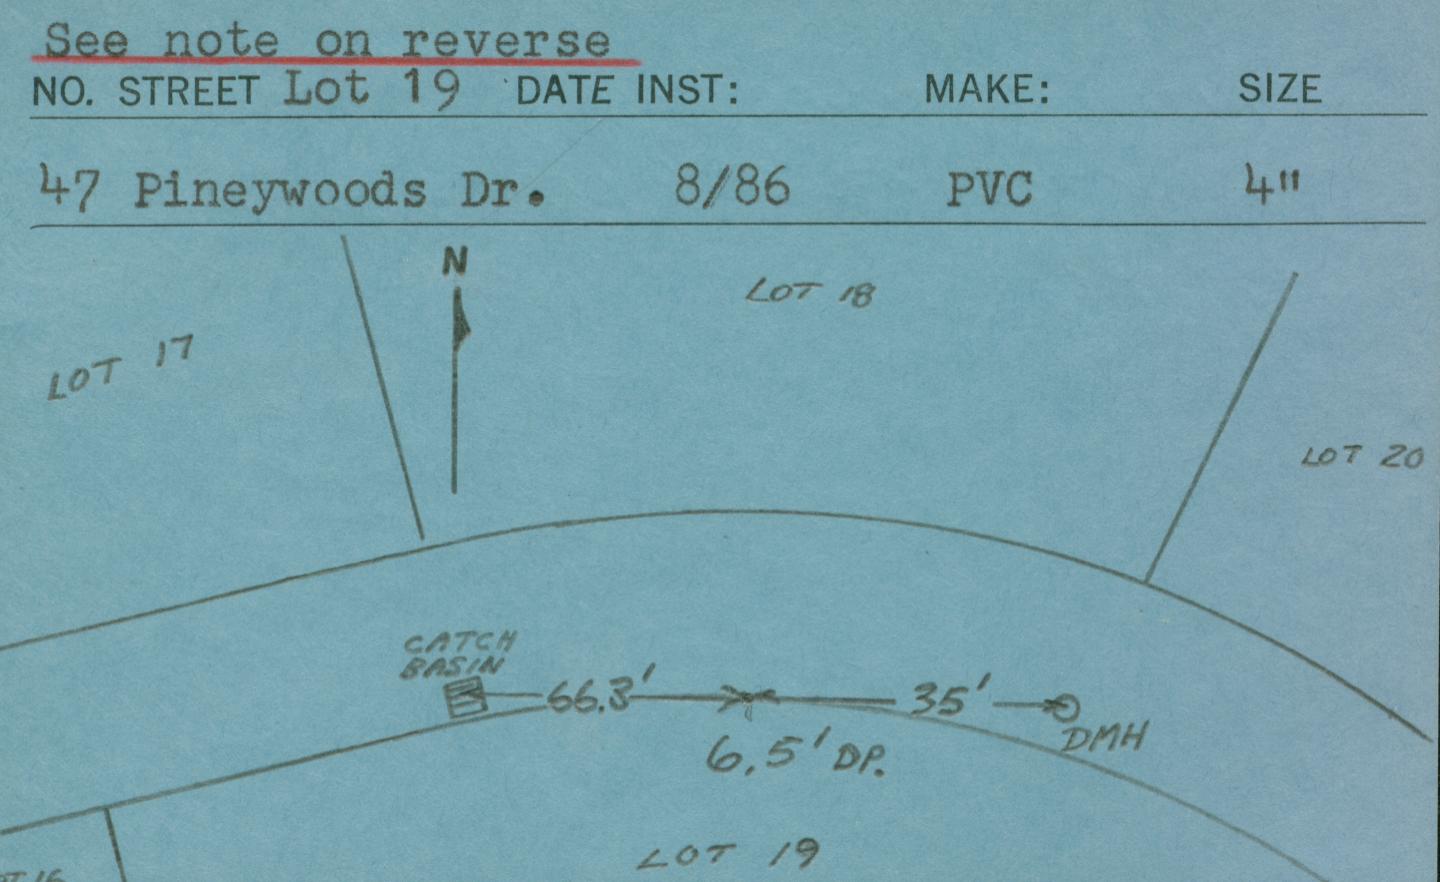 See note on reverse
NO. STREET Lot 19 DATE INST: MAKE: SIZE
47 Pineywoods Dr. 8/86 PVC 4"
N
LOT 18
LOT 17
LOT 20
CATCH
BASIN
66.3' 35'
DMH
6.5' DP.
LOT 19